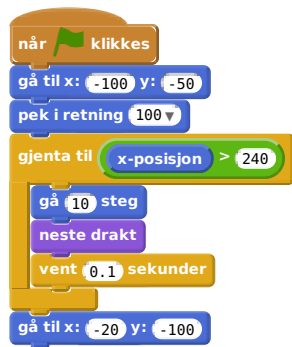 når klikkes
gå til x: -100 y: -50
pek i retning 100▼
gjenta til x-posisjon > 240
gå 10 steg
neste drakt
vent 0.1 sekunder
gå til x: -20 y: -100